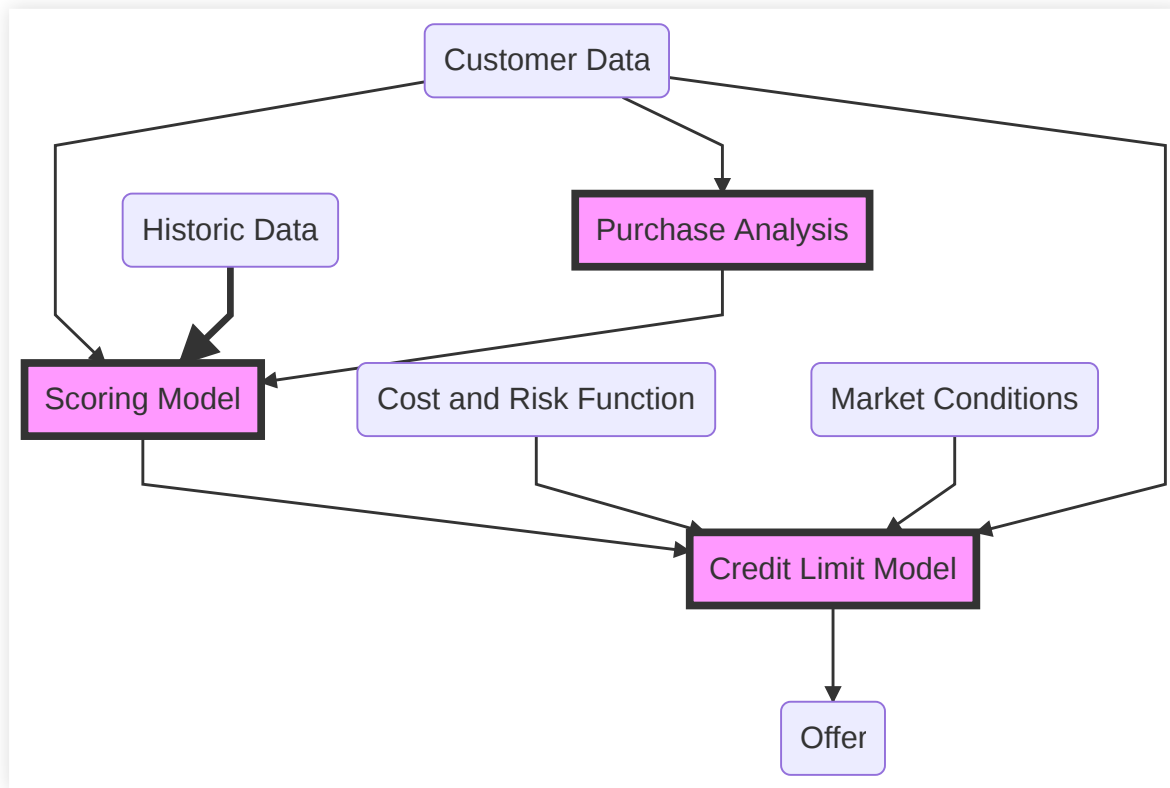 Customer Data
Historic Data
Purchase Analysis
Scoring Model
Cost and Risk Function
Market Conditions
Credit Limit Model
Offer